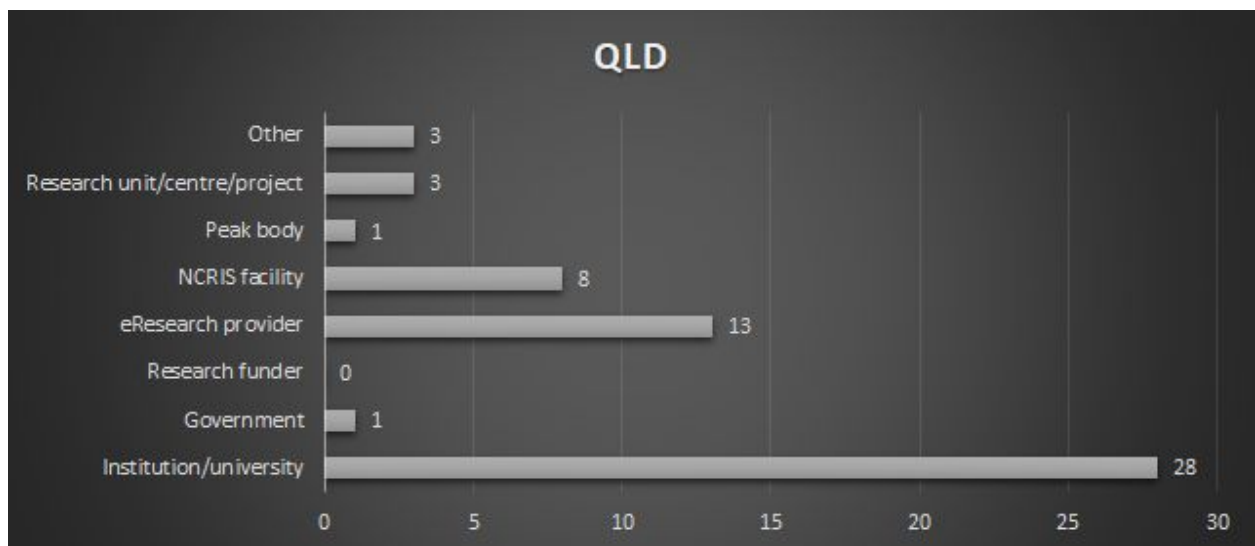 QLD
Other 3
Research unit/centre/project 3
Peak body 1
NCRIS facility 8
eResearch provider 13
Research funder 0
Government 1
Institution/university 28
0 5 10 15 20 25 30